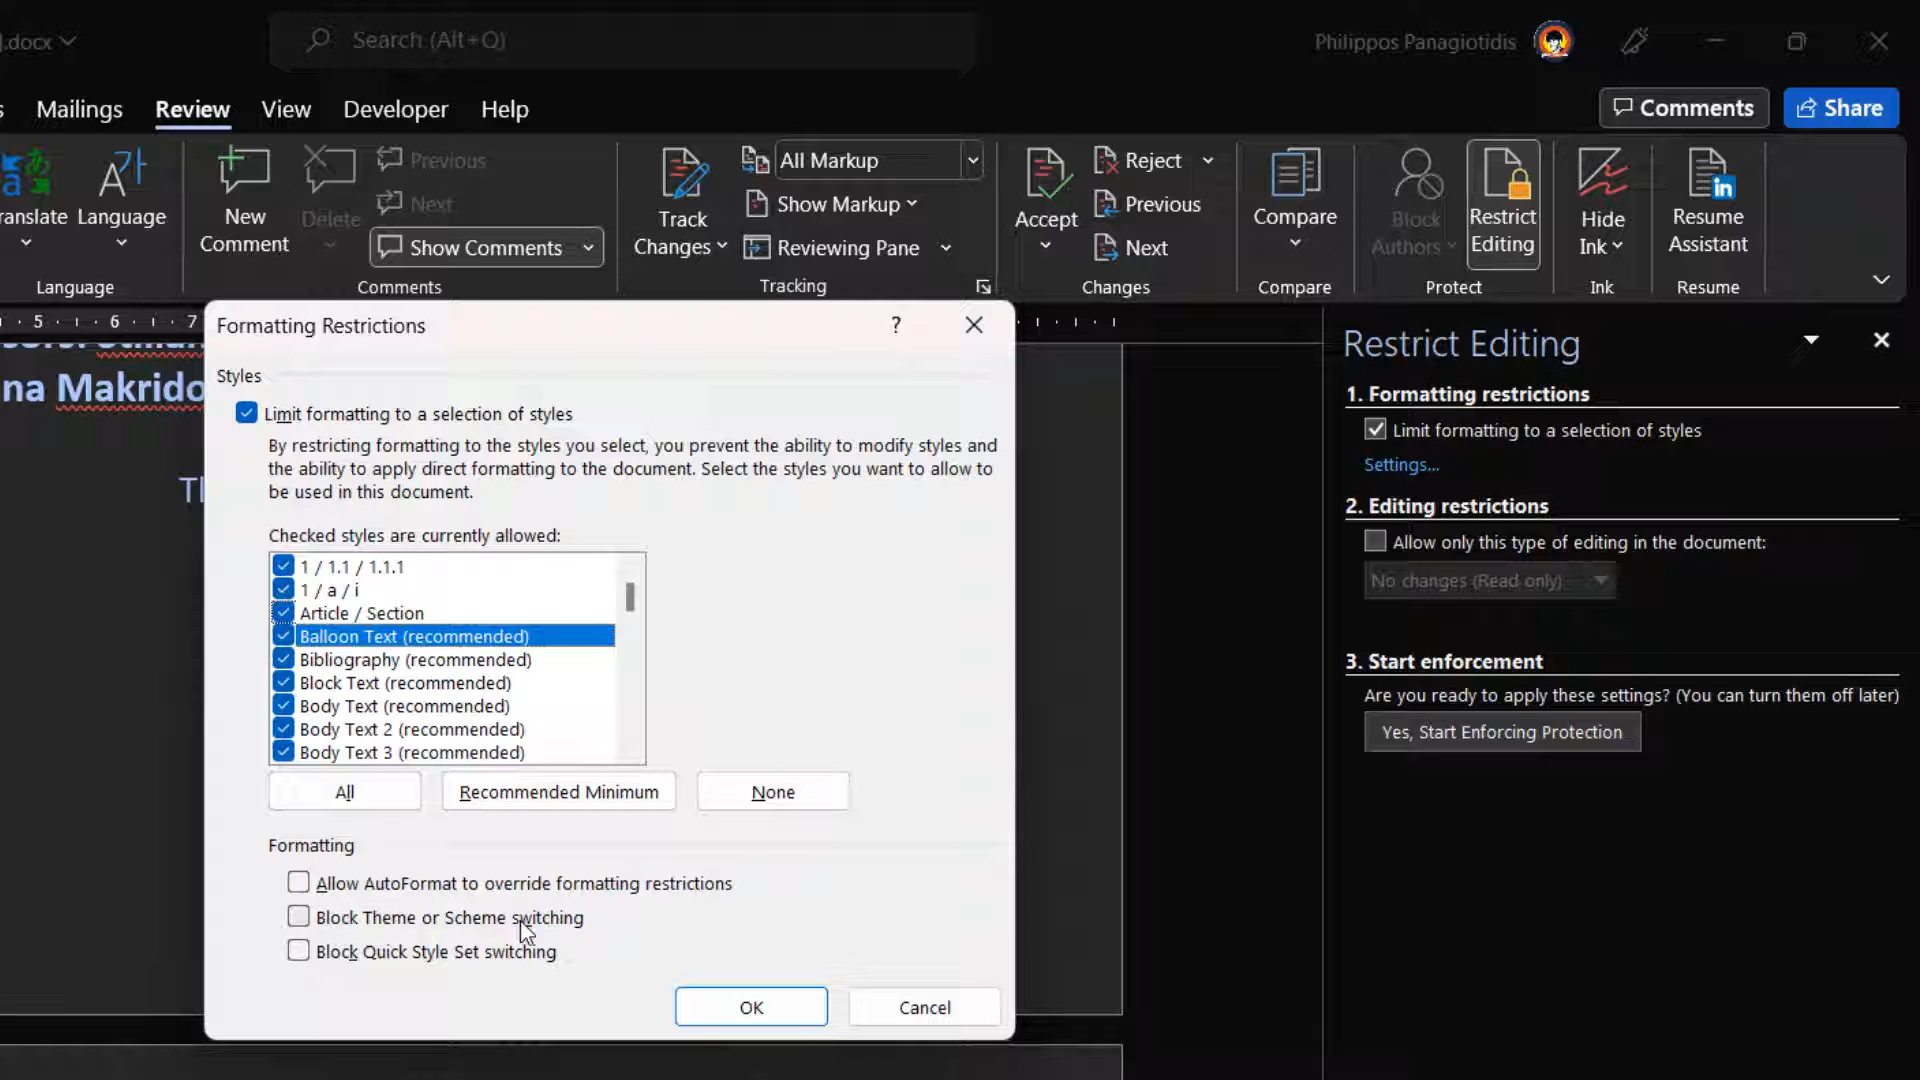 .docx
Search (Alt+Q)
Philippos Panagiotidis
Mailings
Review
View
Developer
Help
Comments
Share
Language
New
Comment
Delete
Previous
Next
Show Comments
Track
Changes
All Markup
Show Markup
Reviewing Pane
Accept
Reject
Previous
Next
Compare
Block
Authors
Restrict
Editing
Hide
Ink
Resume
Assistant
Language
Comments
Tracking
Changes
Compare
Protect
Ink
Resume
5 6 7
na Makrido
Formatting Restrictions
?
Styles
Limit formatting to a selection of styles
By restricting formatting to the styles you select, you prevent the ability to modify styles and
the ability to apply direct formatting to the document. Select the styles you want to allow to
be used in this document.
Checked styles are currently allowed:
1 / 1.1 / 1.1.1
1 / a / i
Article / Section
Balloon Text (recommended)
Bibliography (recommended)
Block Text (recommended)
Body Text (recommended)
Body Text 2 (recommended)
Body Text 3 (recommended)
All
Recommended Minimum
None
Formatting
Allow AutoFormat to override formatting restrictions
Block Theme or Scheme switching
Block Quick Style Set switching
OK
Cancel
Restrict Editing
1. Formatting restrictions
Limit formatting to a selection of styles
Settings...
2. Editing restrictions
Allow only this type of editing in the document:
No changes (Read only)
3. Start enforcement
Are you ready to apply these settings? (You can turn them off later)
Yes, Start Enforcing Protection